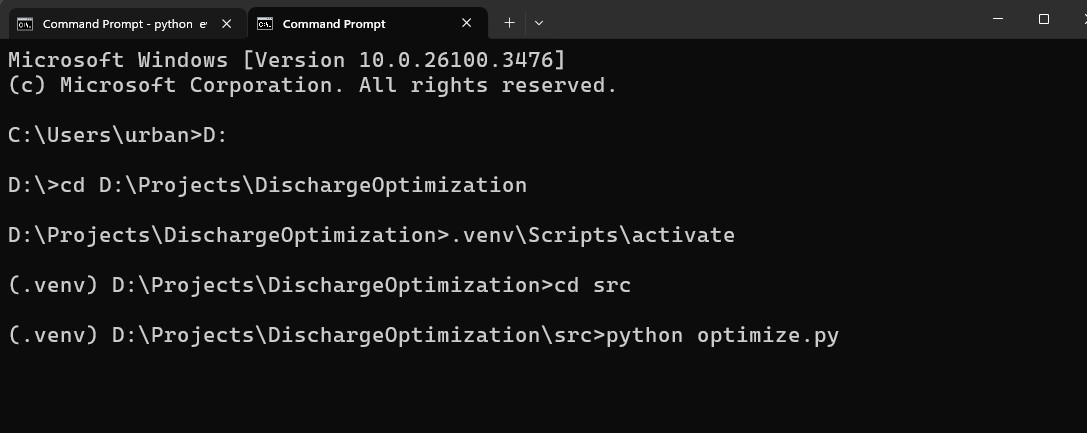 Command Prompt - python e
Command Prompt
Microsoft Windows [Version 10.0.26100.3476]
(c) Microsoft Corporation. All rights reserved.
C:\Users\urban>D:
D:\>cd D:\Projects\DischargeOptimization
D:\Projects\DischargeOptimization>.venv\Scripts\activate
(.venv) D:\Projects\DischargeOptimization>cd src
(.venv) D:\Projects\DischargeOptimization\src>python optimize.py